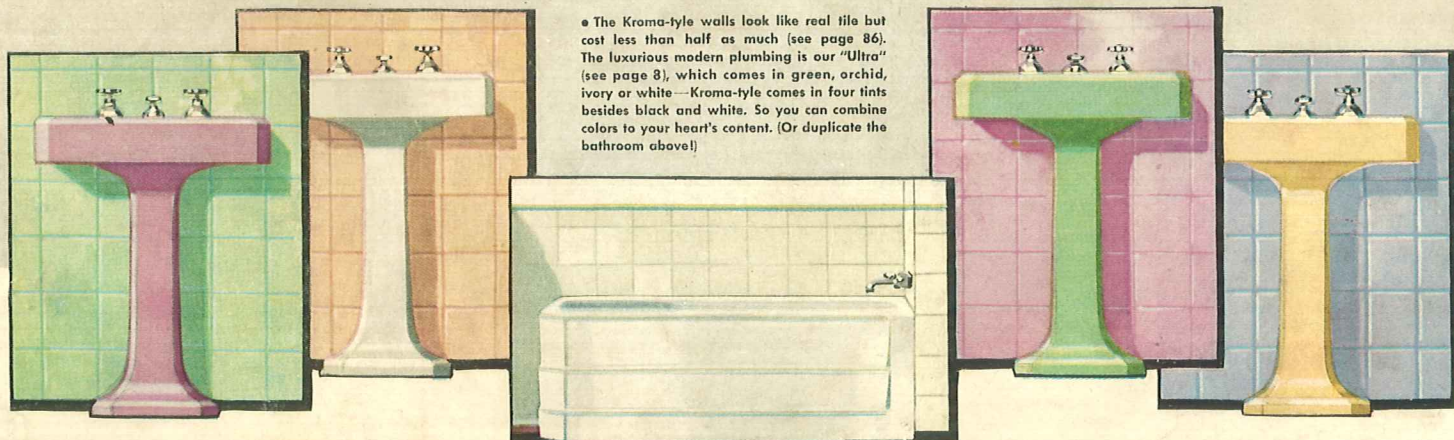 • The Kroma-tyle walls look like real tile but
cost less than half as much (see page 86).
The luxurious modern plumbing is our "Ultra"
(see page 8), which comes in green, orchid,
ivory or white—Kroma-tyle comes in four tints
besides black and white. So you can combine
colors to your heart's content. (Or duplicate the
bathroom above!)